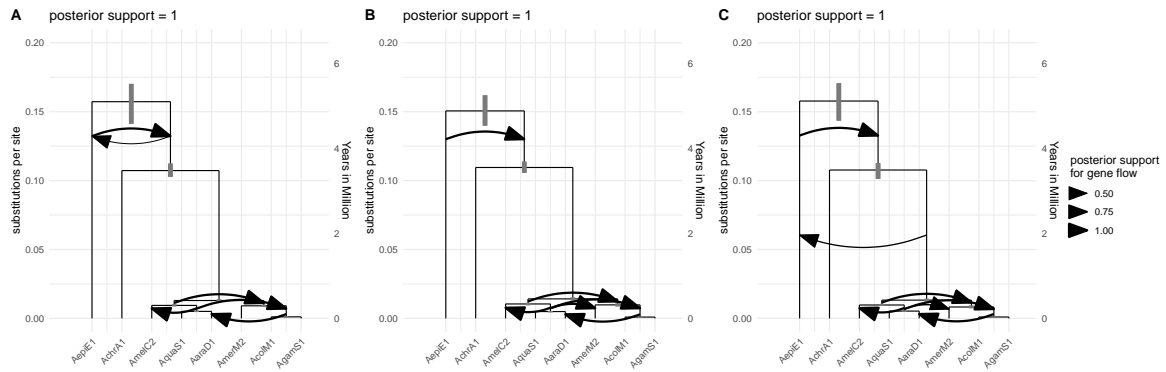 A posterior support = 1
0.20
0.15
0.10
0.05
0.00
substitutions per site
6
4
2
0
Years in Million
AepiE1
AchrA1
AmelC2
AquaS1
AaraD1
AmerM2
AcolM1
AgamS1
B posterior support = 1
0.20
0.15
0.10
0.05
0.00
substitutions per site
6
4
2
0
Years in Million
AepiE1
AchrA1
AmelC2
AquaS1
AaraD1
AmerM2
AcolM1
AgamS1
C posterior support = 1
0.20
0.15
0.10
0.05
0.00
substitutions per site
6
4
2
0
Years in Million
AepiE1
AchrA1
AmelC2
AquaS1
AaraD1
AmerM2
AcolM1
AgamS1
posterior support
for gene flow
0.50
0.75
1.00